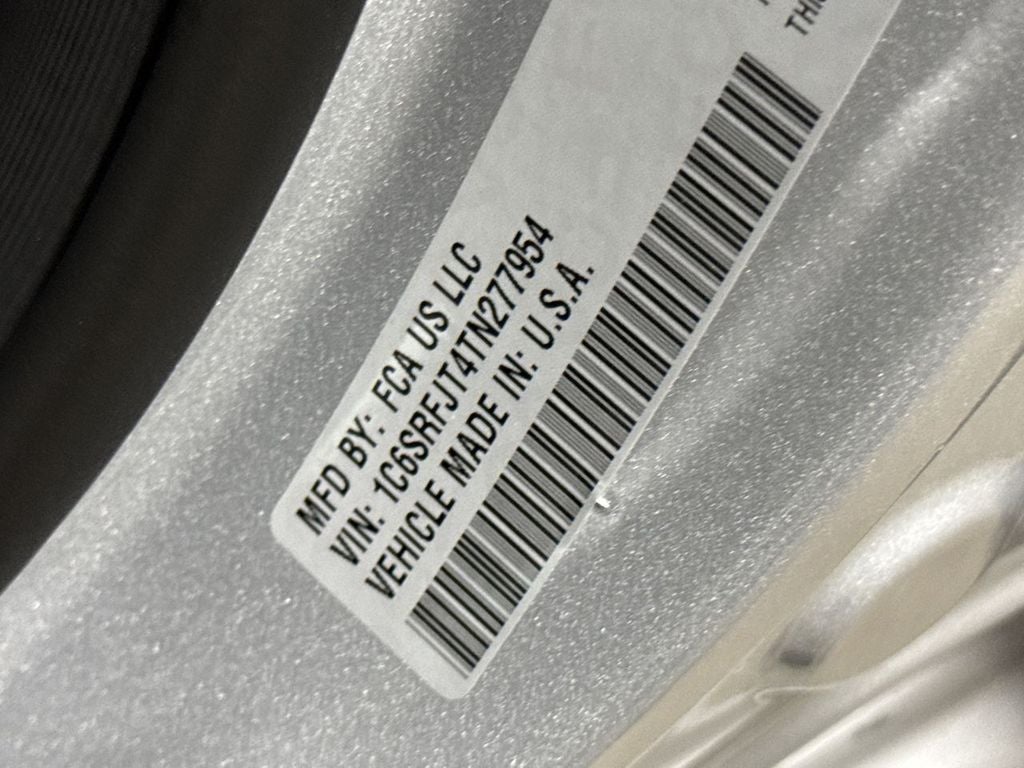 MFD BY: FCA US LLC
VIN: 1C6SRFJT4TN277954
VEHICLE MADE IN: U.S.A.